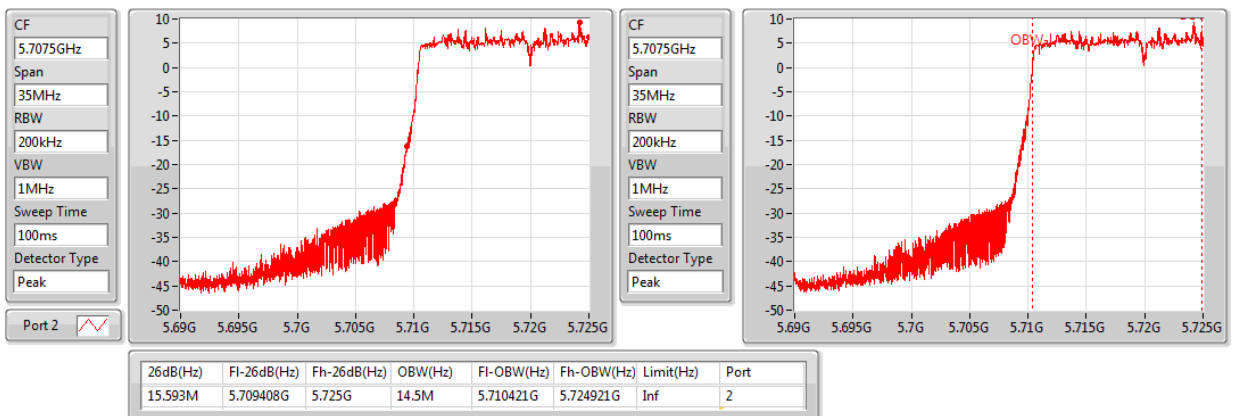 CF
5.7075GHz
Span
35MHz
RBW
200kHz
VBW
1MHz
Sweep Time
100ms
Detector Type
Peak
Port 2
10
5
0
-5
-10
-15
-20
-25
-30
-35
-40
-45
-50
5.69G 5.695G 5.7G 5.705G 5.71G 5.715G 5.72G 5.725G
CF
5.7075GHz
Span
35MHz
RBW
200kHz
VBW
1MHz
Sweep Time
100ms
Detector Type
Peak
10
5
0
-5
-10
-15
-20
-25
-30
-35
-40
-45
-50
OBW
5.69G 5.695G 5.7G 5.705G 5.71G 5.715G 5.72G 5.725G
26dB(Hz) Fl-26dB(Hz) Fh-26dB(Hz) OBW(Hz) Fl-OBW(Hz) Fh-OBW(Hz) Limit(Hz) Port
15.593M 5.709408G 5.725G 14.5M 5.710421G 5.724921G Inf 2